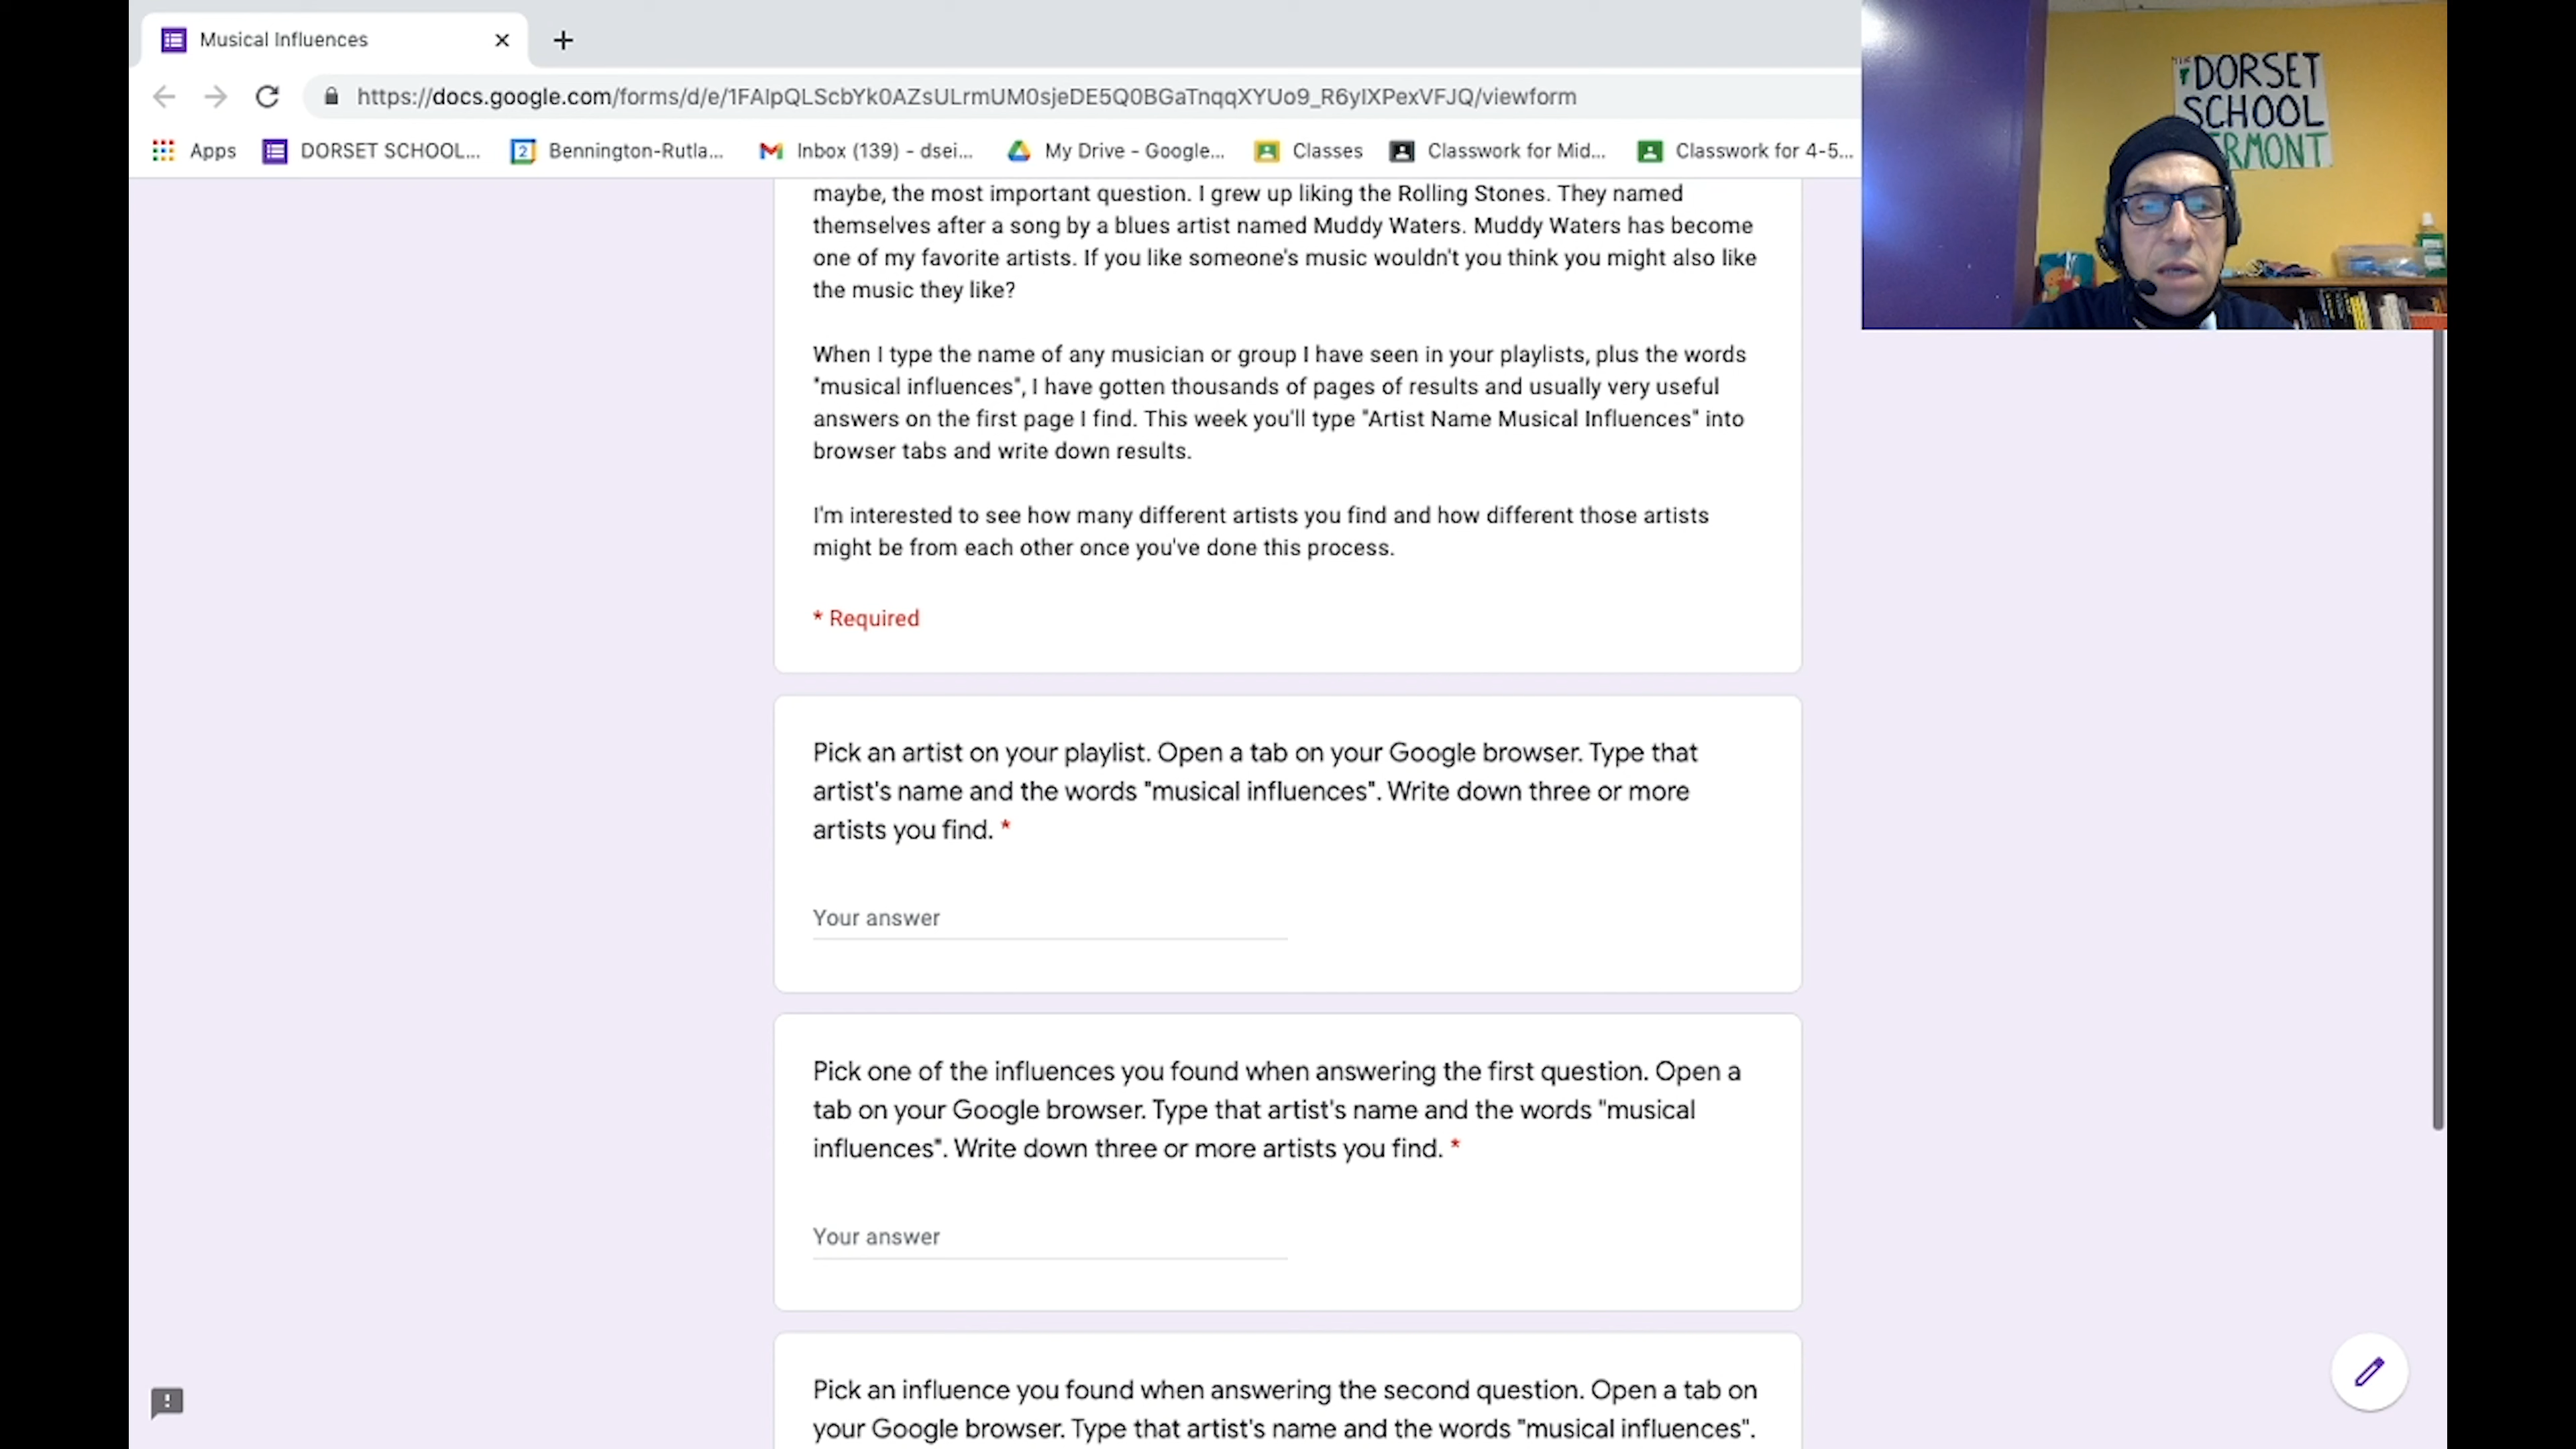 Musical Influences
https://docs.google.com/forms/d/e/1FAIpQLScbYk0AZsULrmUM0sjeDE5Q0BGaTnqqXYUo9_R6yIXPexVFJQ/viewform
Apps DORSET SCHOOL... 2 Bennington-Rutla... Inbox (139) - dsei... My Drive - Google... Classes Classwork for Mid... Classwork for 4-5...
DORSET
SCHOOL
maybe, the most important question. I grew up liking the Rolling Stones. They named
themselves after a song by a blues artist named Muddy Waters. Muddy Waters has become
one of my favorite artists. If you like someone's music wouldn't you think you might also like
the music they like?
When I type the name of any musician or group I have seen in your playlists, plus the words
"musical influences", I have gotten thousands of pages of results and usually very useful
answers on the first page I find. This week you'll type "Artist Name Musical Influences" into
browser tabs and write down results.
I'm interested to see how many different artists you find and how different those artists
might be from each other once you've done this process.
* Required
Pick an artist on your playlist. Open a tab on your Google browser. Type that
artist's name and the words "musical influences". Write down three or more
artists you find. *
Your answer
Pick one of the influences you found when answering the first question. Open a
tab on your Google browser. Type that artist's name and the words "musical
influences". Write down three or more artists you find. *
Your answer
Pick an influence you found when answering the second question. Open a tab on
your Google browser. Type that artist's name and the words "musical influences".